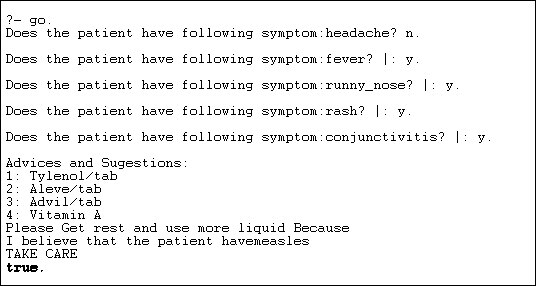 ?- go.
Does the patient have following symptom:headache? n.
Does the patient have following symptom:fever? |: y.
Does the patient have following symptom:runny_nose? |: y.
Does the patient have following symptom:rash? |: y.
Does the patient have following symptom:conjunctivitis? |: y.
Advices and Sugestions:
1: Tylenol/tab
2: Aleve/tab
3: Advil/tab
4: Vitamin A
Please Get rest and use more liquid Because
I believe that the patient havemeasles
TAKE CARE
true.